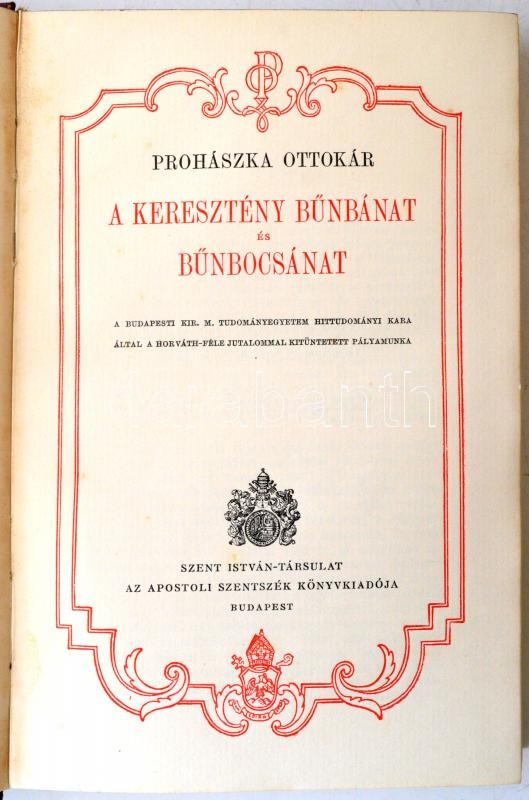 PROHÁSZKA OTTOKÁR
A KERESZTÉNY BŰNBÁNAT
ÉS
BŰNBOCSÁNAT
A BUDAPESTI KIR. M. TUDOMÁNYEGYETEM HITTUDOMÁNYI KARA
ÁLTAL A HORVÁTH-FÉLE JUTALOMMAL KITÜNTETETT PÁLYAMUNKA
darabanth
SZENT ISTVÁN-TÁRSULAT
AZ APOSTOLI SZENTSZÉK KÖNYVKIADÓJA
BUDAPEST